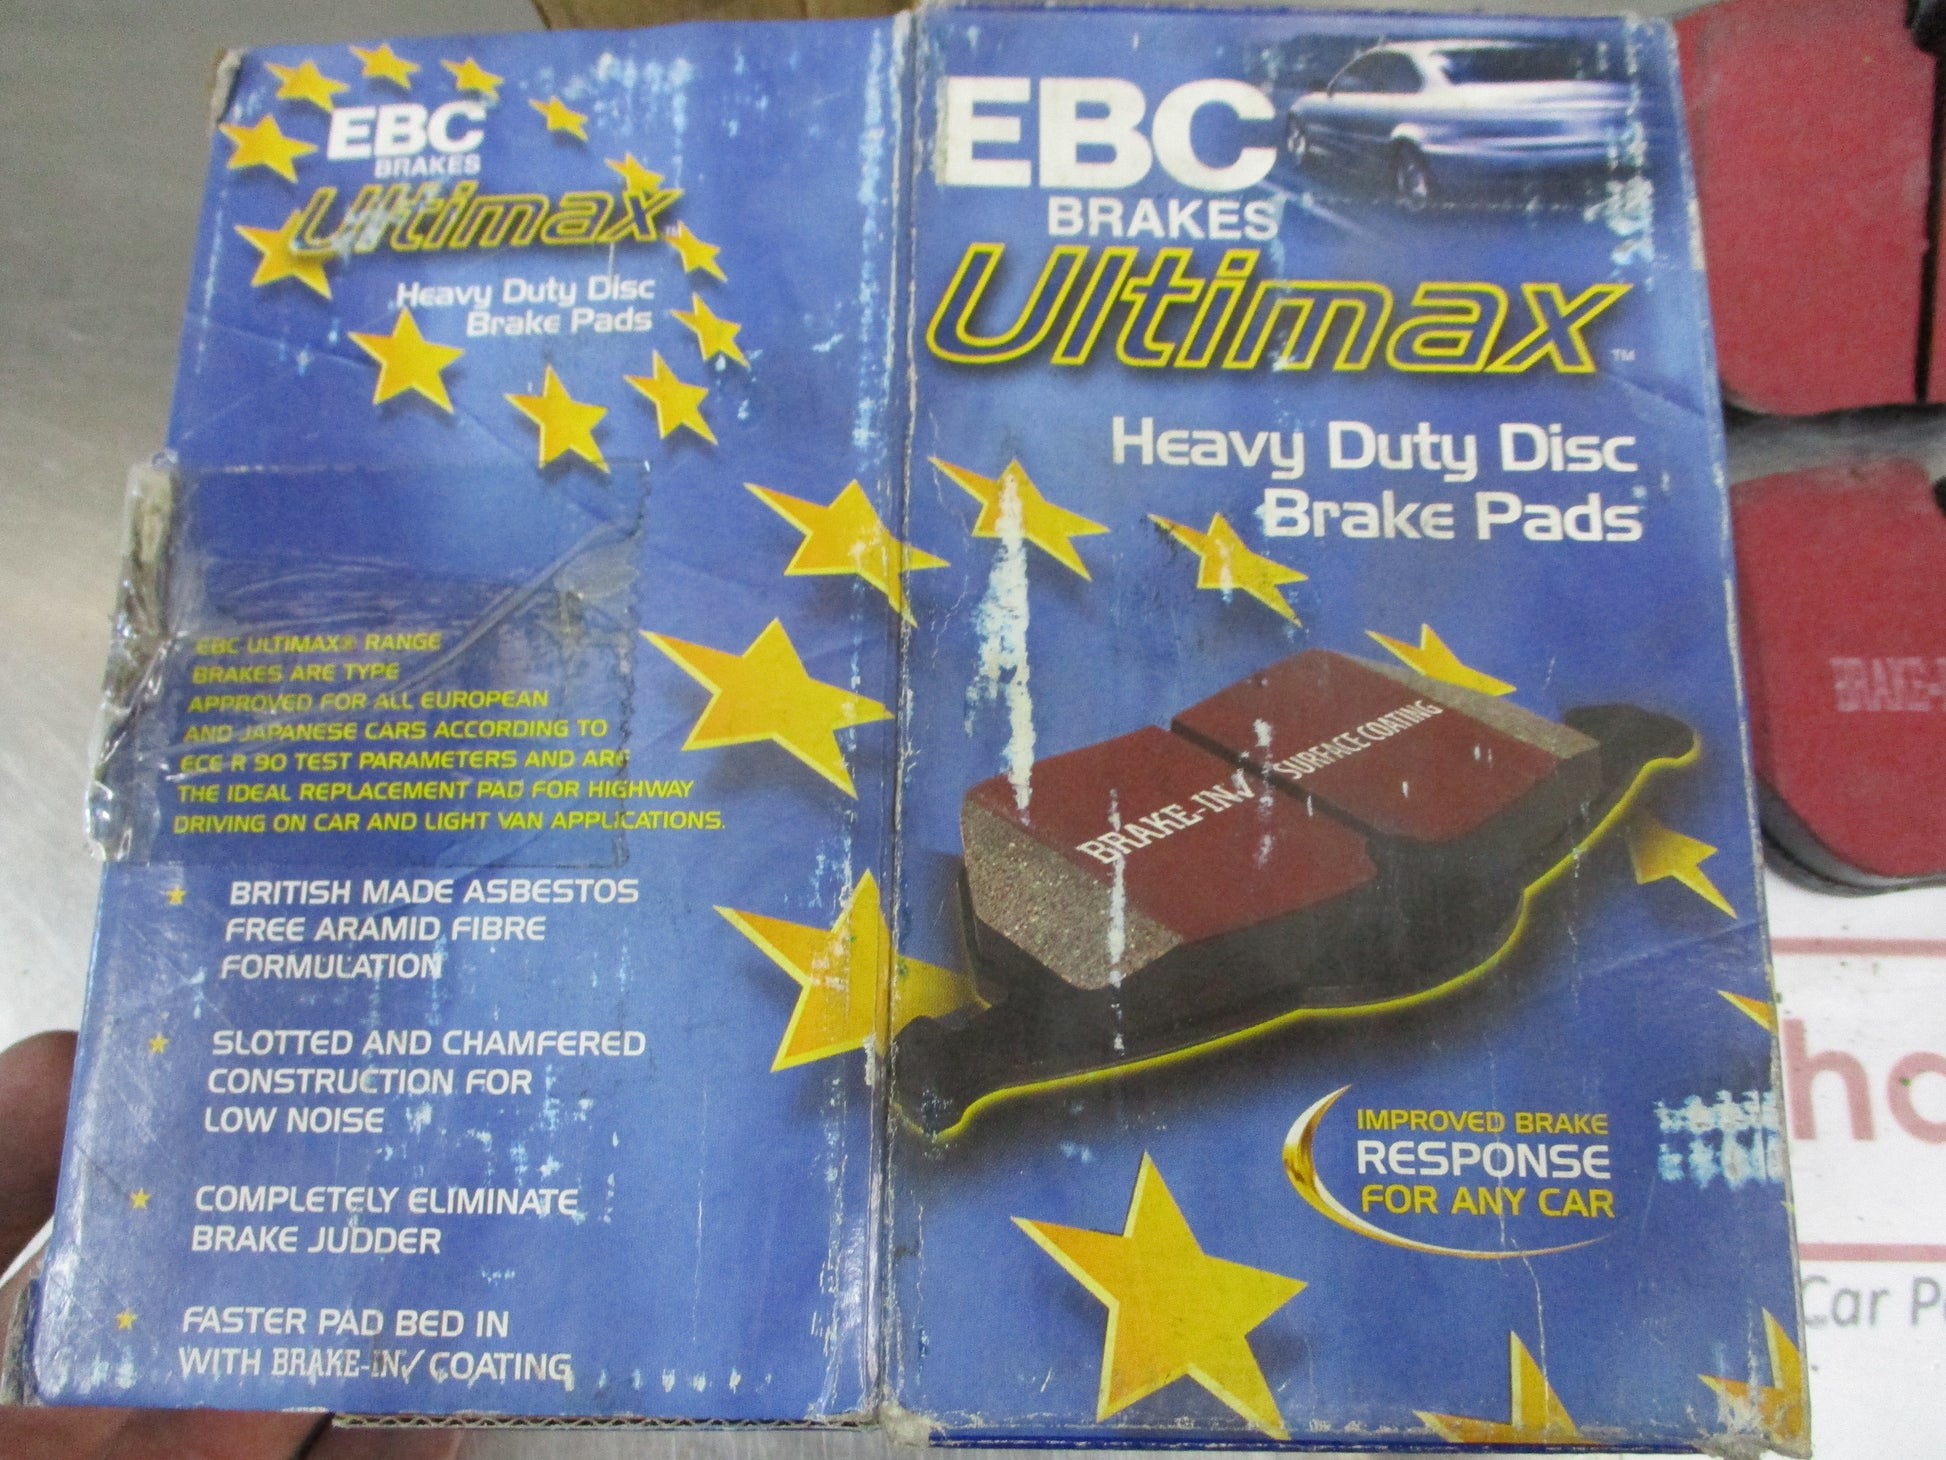 EBC
BRAKES
Ultimax
Heavy Duty Disc
Brake Pads
EBC ULTIMAX® RANGE
BRAKES ARE TYPE
APPROVED FOR ALL EUROPEAN
AND JAPANESE CARS ACCORDING TO
ECE R 90 TEST PARAMETERS AND ARE
THE IDEAL REPLACEMENT PAD FOR HIGHWAY
DRIVING ON CAR AND LIGHT VAN APPLICATIONS.
BRITISH MADE ASBESTOS
FREE ARAMID FIBRE
FORMULATION
SLOTTED AND CHAMFERED
CONSTRUCTION FOR
LOW NOISE
COMPLETELY ELIMINATE
BRAKE JUDDER
FASTER PAD BED IN
WITH BRAKE-IN✓ COATING
EBC
BRAKES
Ultimax™
Heavy Duty Disc
Brake Pads
BRAKE-IN✓ SURFACE COATING
IMPROVED BRAKE
RESPONSE
FOR ANY CAR
BRAKE-
Car